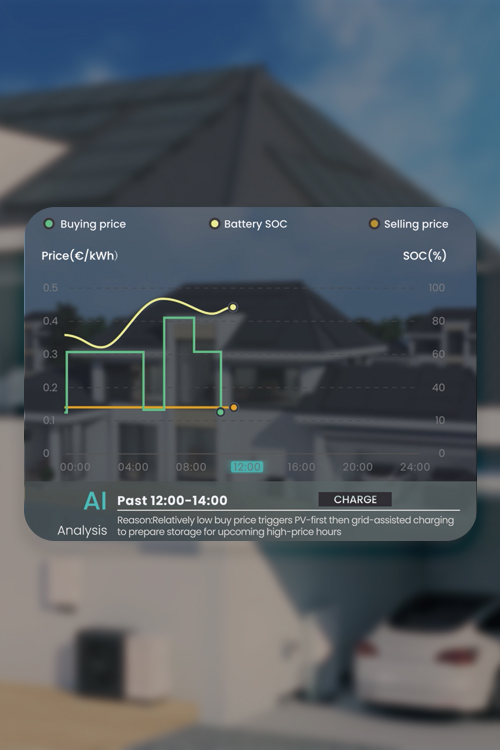 Buying price
Battery SOC
Selling price
Price(€/kWh)
SOC(%)
0.5
100
0.4
80
0.3
60
0.2
40
0.1
10
0
0
00:00
04:00
08:00
12:00
16:00
20:00
24:00
AI
Analysis
Past 12:00-14:00
CHARGE
Reason:Relatively low buy price triggers PV-first then grid-assisted charging
to prepare storage for upcoming high-price hours